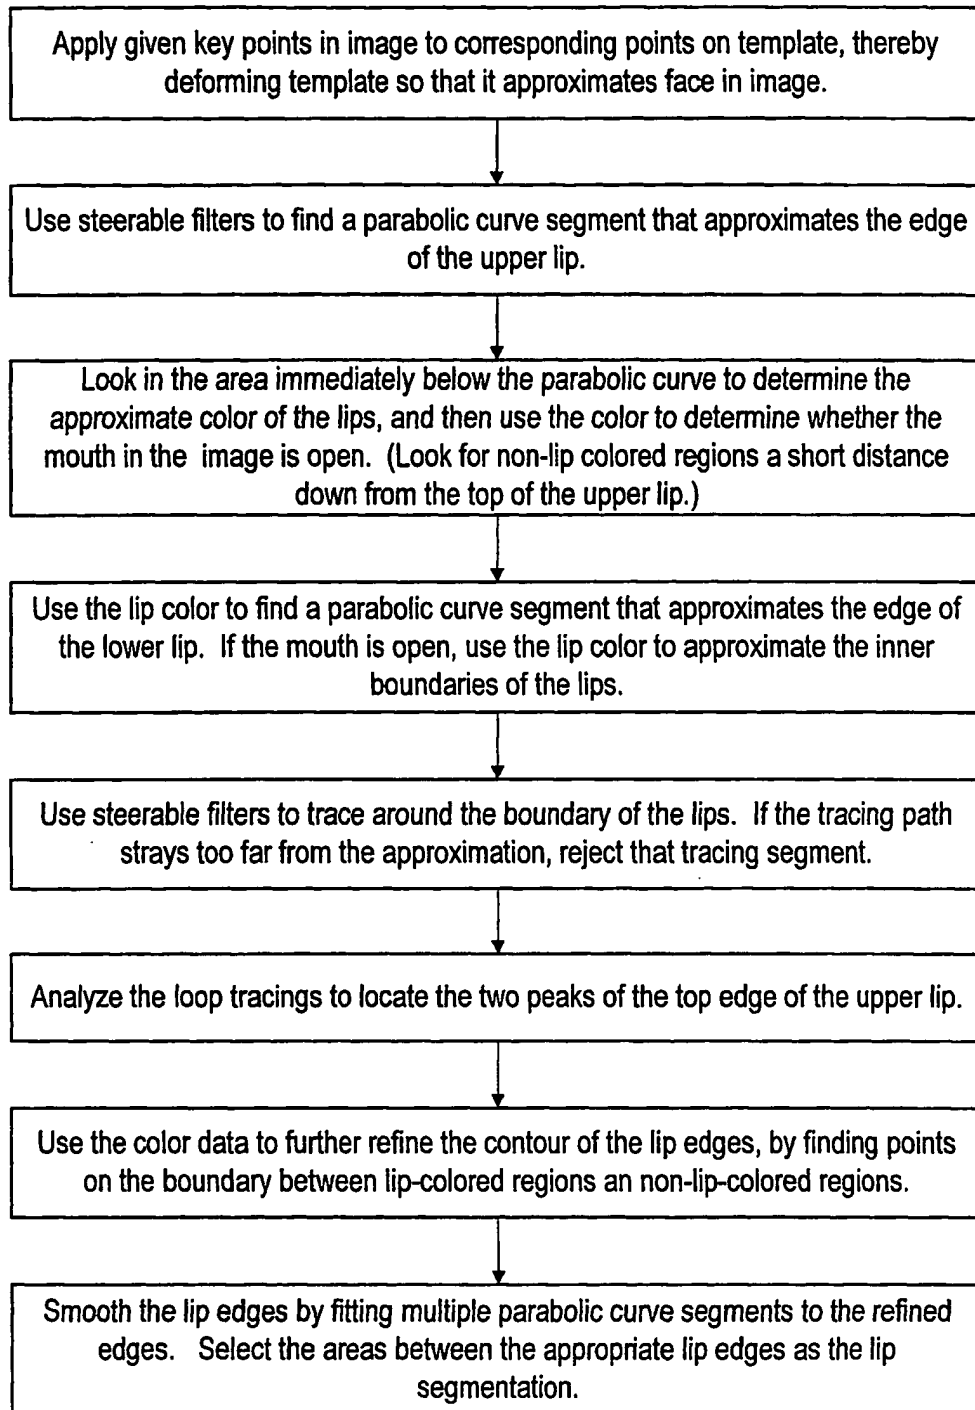 Apply given key points in image to corresponding points on template, thereby
deforming template so that it approximates face in image.
Use steerable filters to find a parabolic curve segment that approximates the edge
of the upper lip.
Look in the area immediately below the parabolic curve to determine the
approximate color of the lips, and then use the color to determine whether the
mouth in the image is open. (Look for non-lip colored regions a short distance
down from the top of the upper lip.)
Use the lip color to find a parabolic curve segment that approximates the edge of
the lower lip. If the mouth is open, use the lip color to approximate the inner
boundaries of the lips.
Use steerable filters to trace around the boundary of the lips. If the tracing path
strays too far from the approximation, reject that tracing segment.
Analyze the loop tracings to locate the two peaks of the top edge of the upper lip.
Use the color data to further refine the contour of the lip edges, by finding points
on the boundary between lip-colored regions an non-lip-colored regions.
Smooth the lip edges by fitting multiple parabolic curve segments to the refined
edges. Select the areas between the appropriate lip edges as the lip
segmentation.